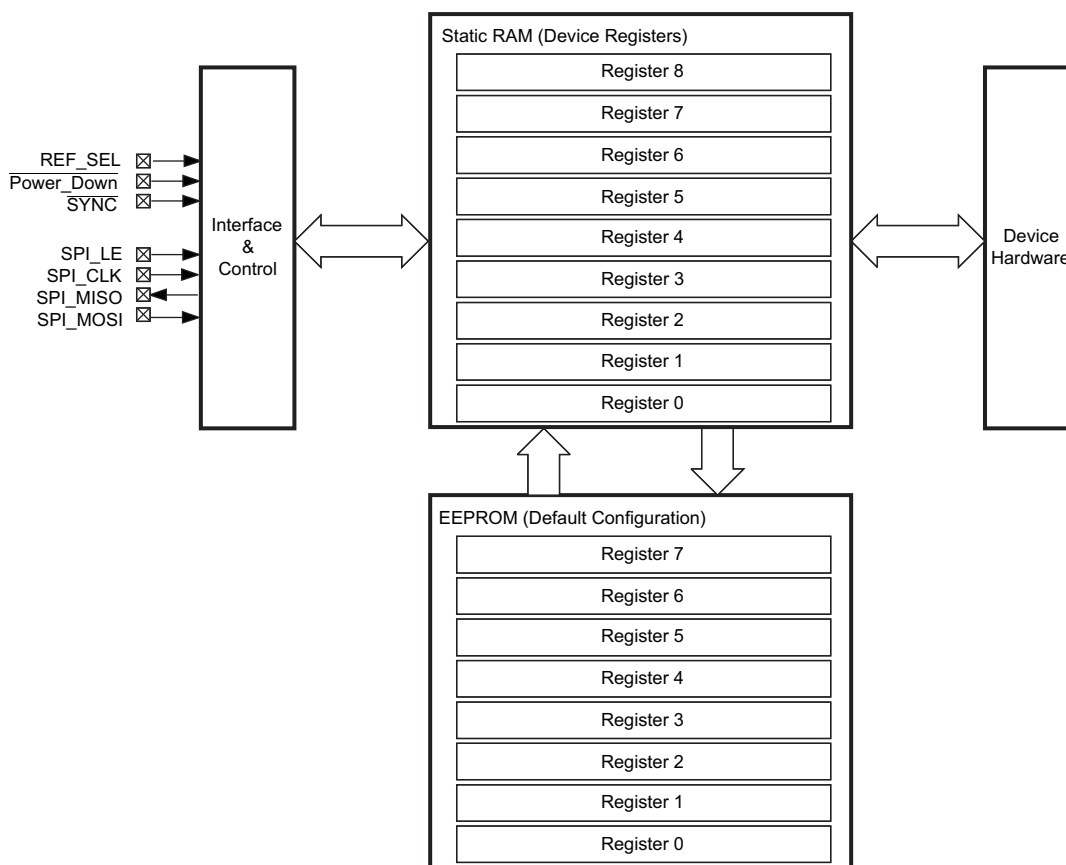 Static RAM (Device Registers)
Register 8
Register 7
Register 6
Register 5
Register 4
Register 3
Register 2
Register 1
Register 0
REF_SEL
Power_Down
SYNC
SPI_LE
SPI_CLK
SPI_MISO
SPI_MOSI
Interface
&
Control
Device
Hardware
EEPROM (Default Configuration)
Register 7
Register 6
Register 5
Register 4
Register 3
Register 2
Register 1
Register 0